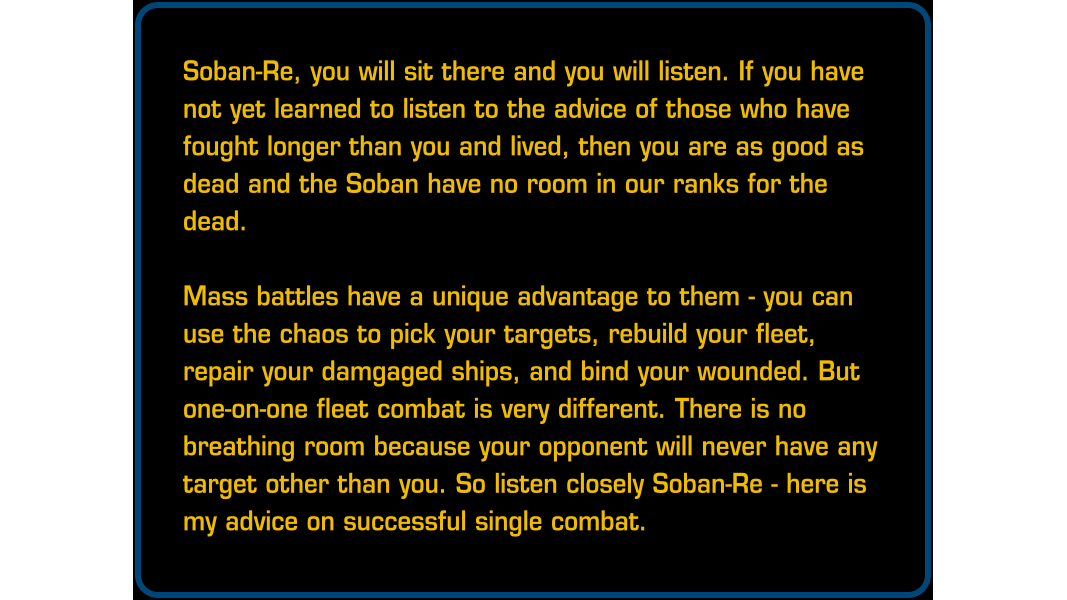 Soban-Re, you will sit there and you will listen. If you have
not yet learned to listen to the advice of those who have
fought longer than you and lived, then you are as good as
dead and the Soban have no room in our ranks for the
dead.
Mass battles have a unique advantage to them - you can
use the chaos to pick your targets, rebuild your fleet,
repair your damgaged ships, and bind your wounded. But
one-on-one fleet combat is very different. There is no
breathing room because your opponent will never have any
target other than you. So listen closely Soban-Re - here is
my advice on successful single combat.